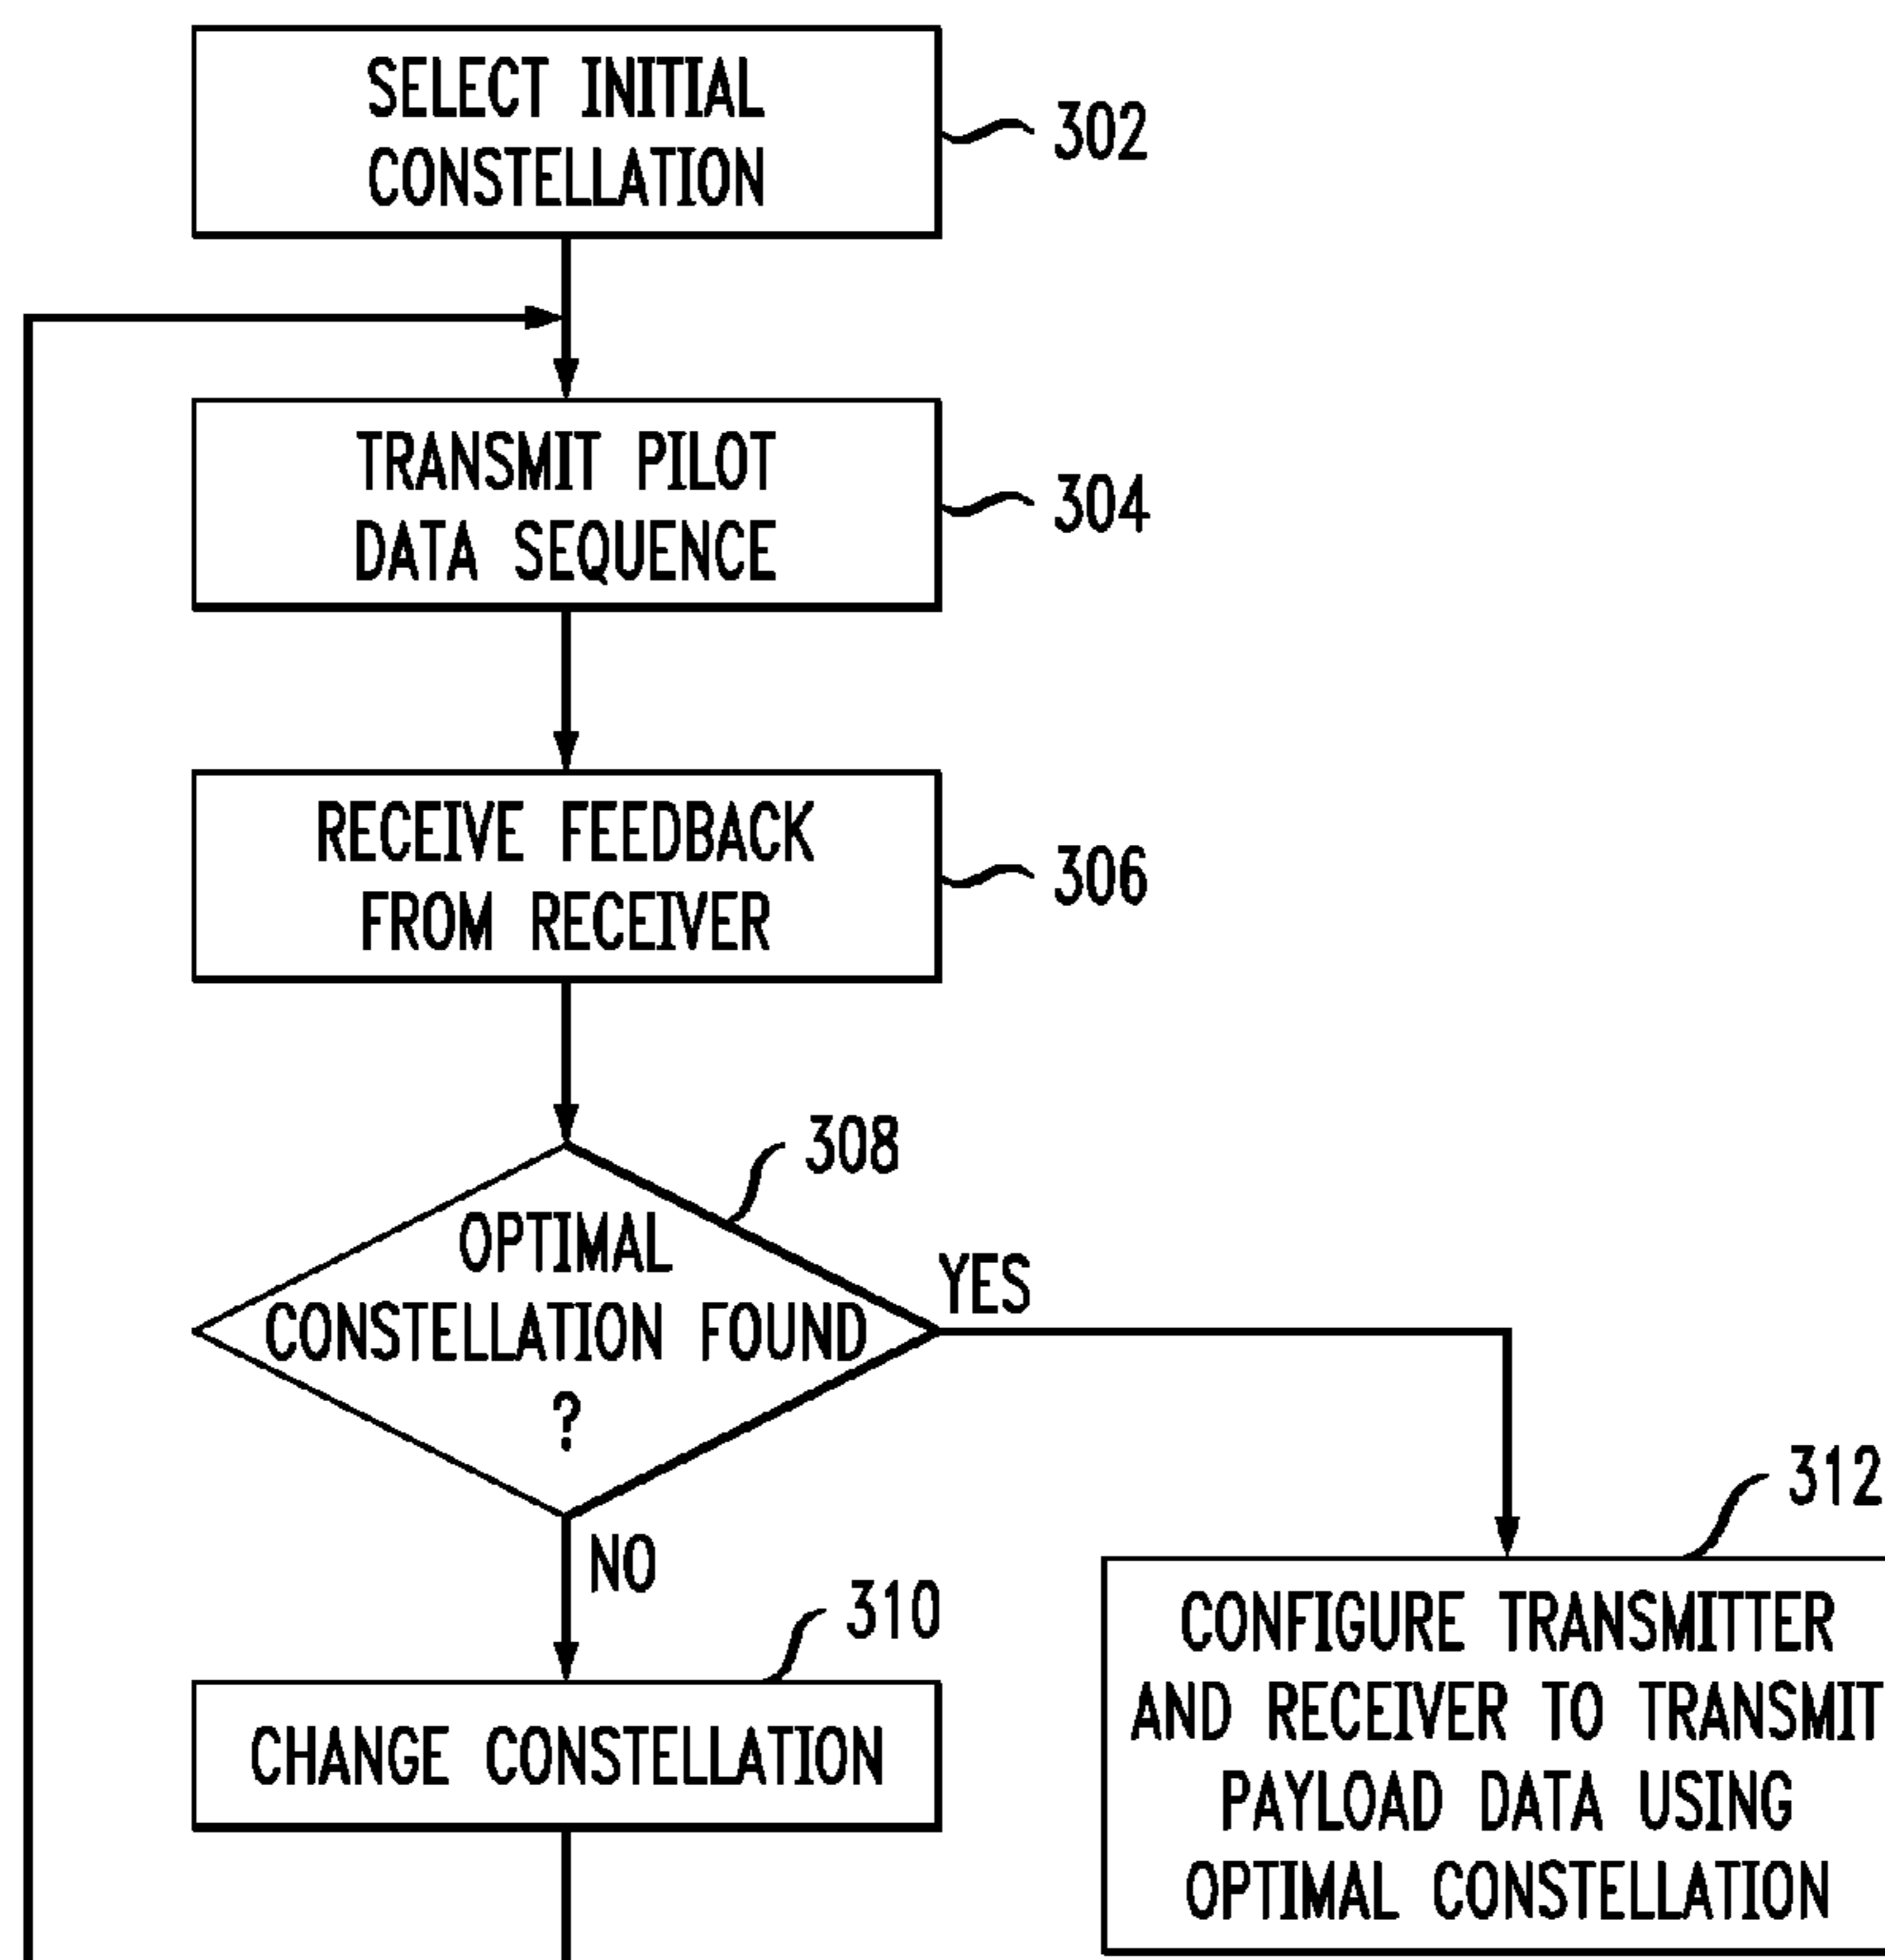 SELECT INITIAL
CONSTELLATION
302
TRANSMIT PILOT
DATA SEQUENCE
304
RECEIVE FEEDBACK
FROM RECEIVER
306
308
OPTIMAL
CONSTELLATION FOUND
?
YES
NO
310
CHANGE CONSTELLATION
312
CONFIGURE TRANSMITTER
AND RECEIVER TO TRANSMIT
PAYLOAD DATA USING
OPTIMAL CONSTELLATION